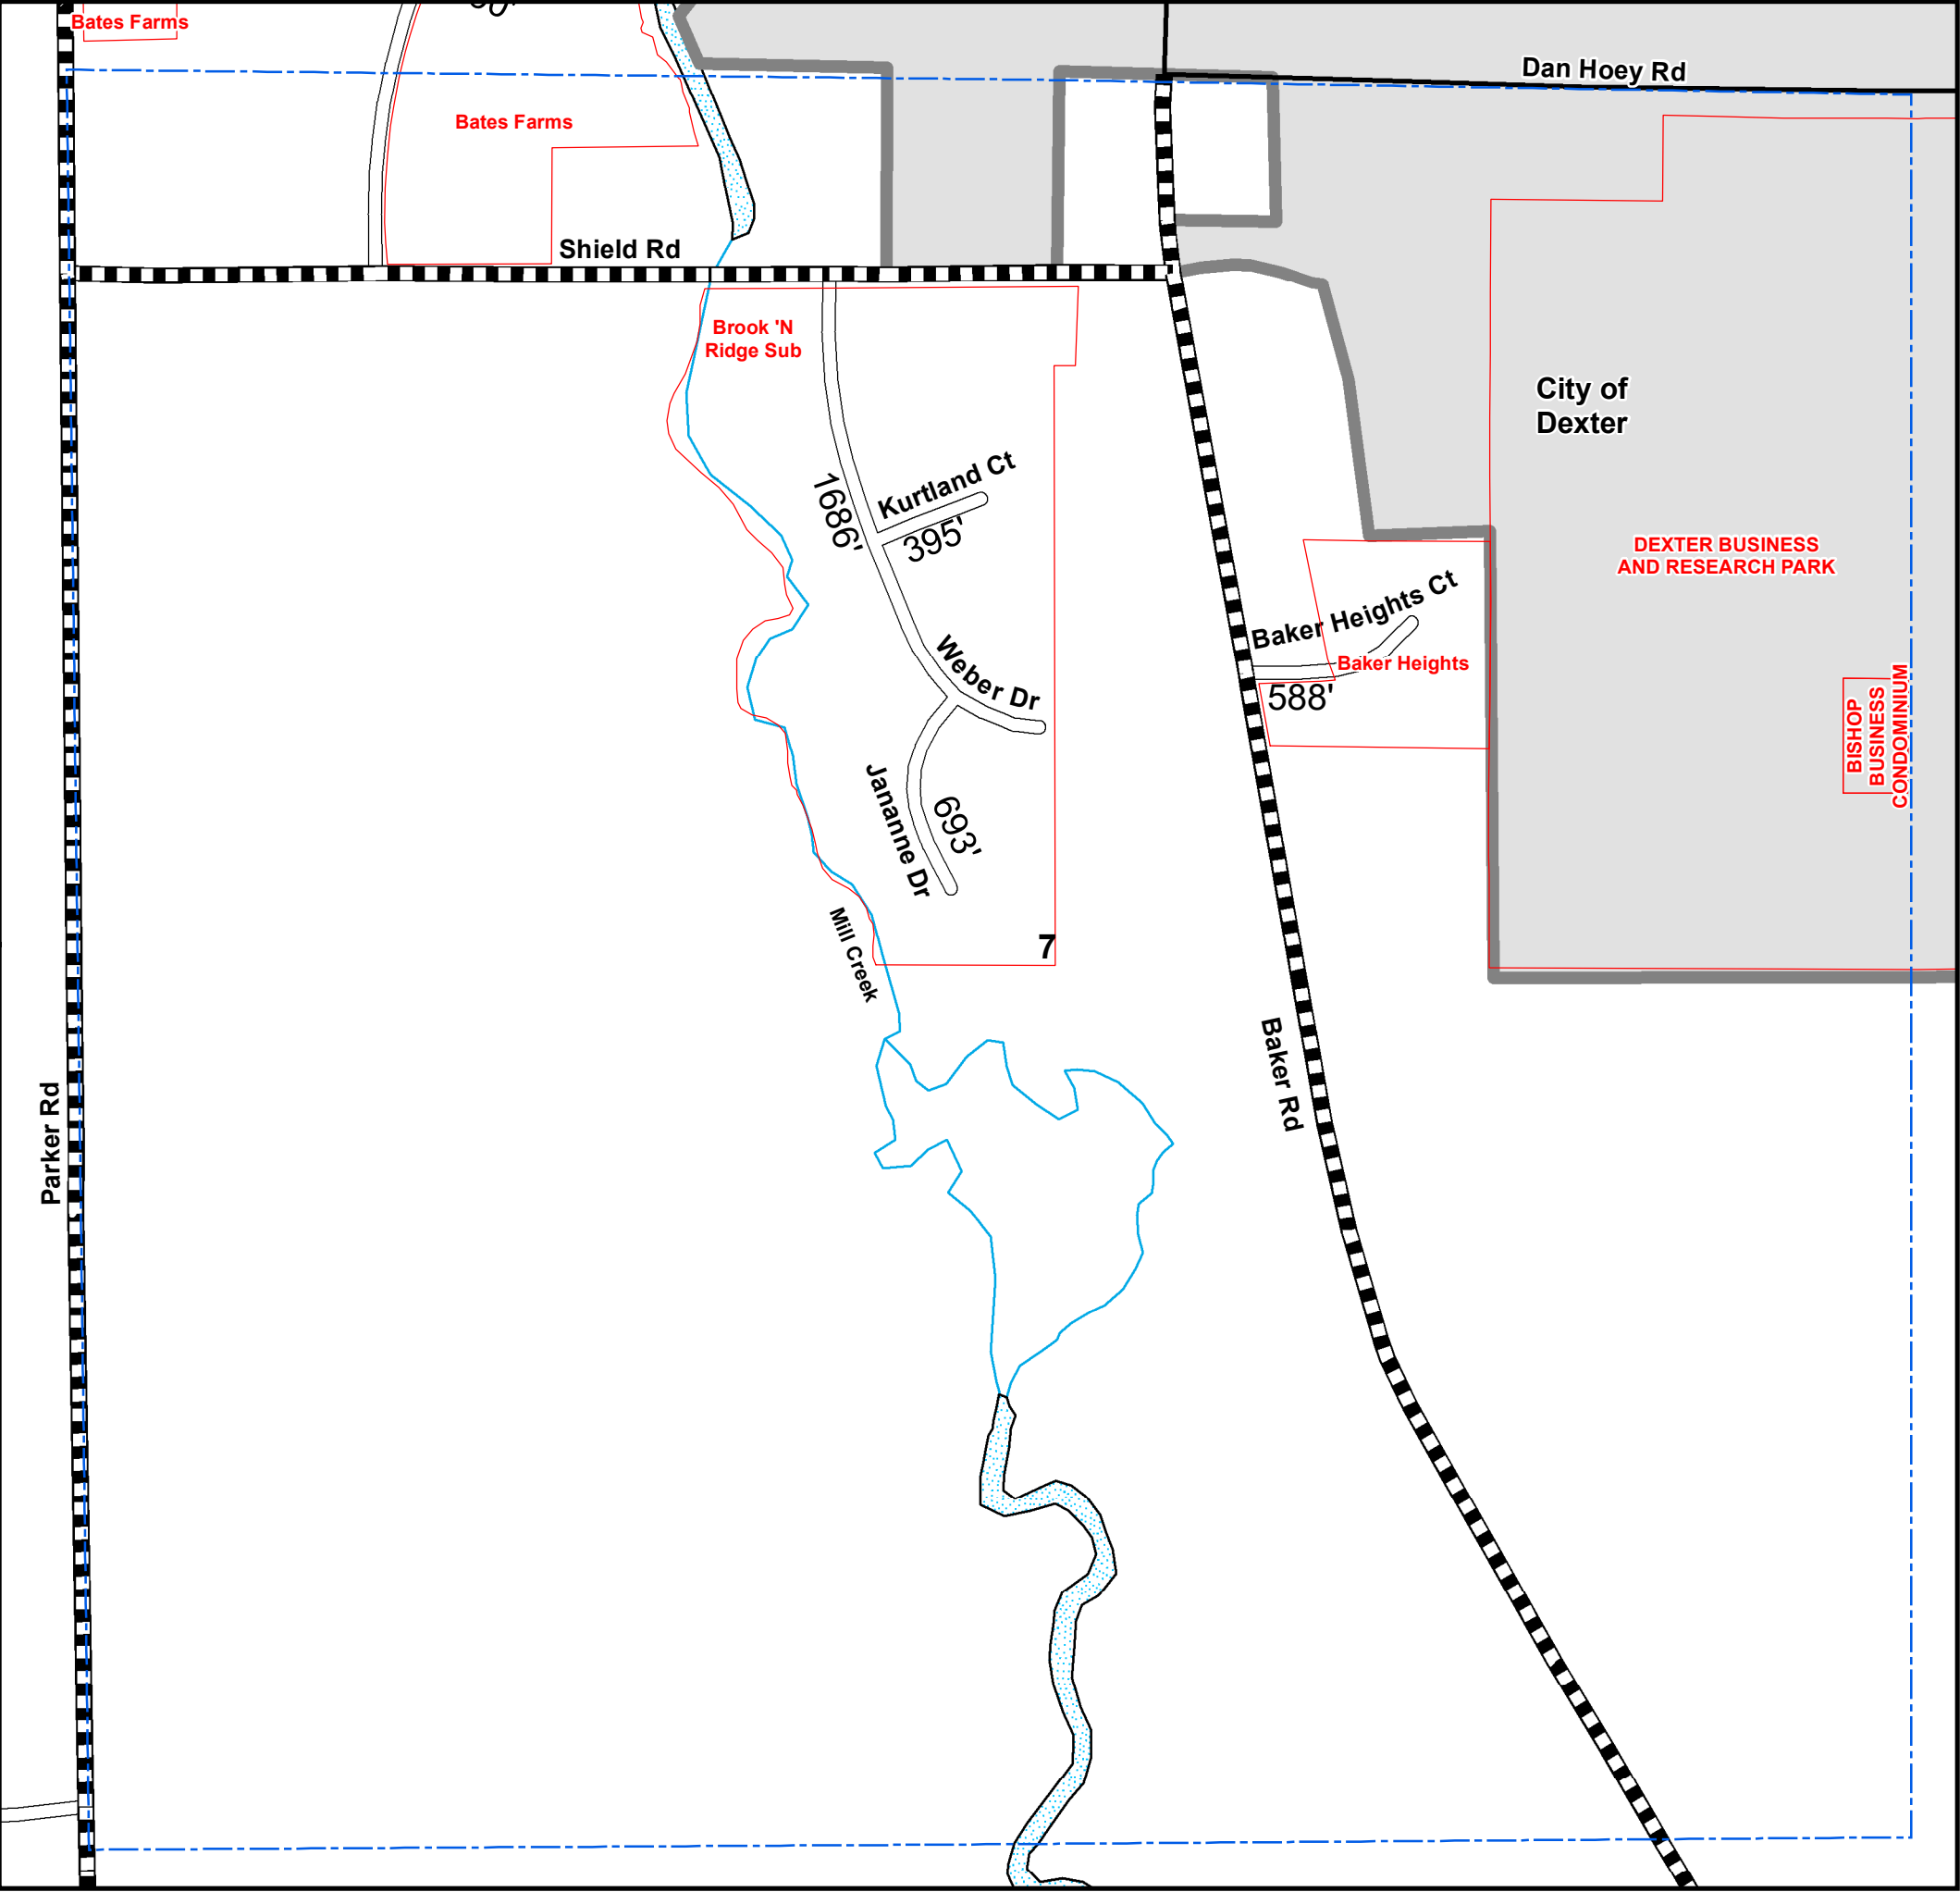 Bates Farms
Dan Hoey Rd
Bates Farms
Shield Rd
Brook 'N
Ridge Sub
City of
Dexter
Kurtland Ct
1686'
395'
DEXTER BUSINESS
AND RESEARCH PARK
Baker Heights Ct
Baker Heights
588'
Weber Dr
BISHOP
BUSINESS
CONDOMINIUM
Jananne Dr
693'
Mill Creek
7
Baker Rd
Parker Rd